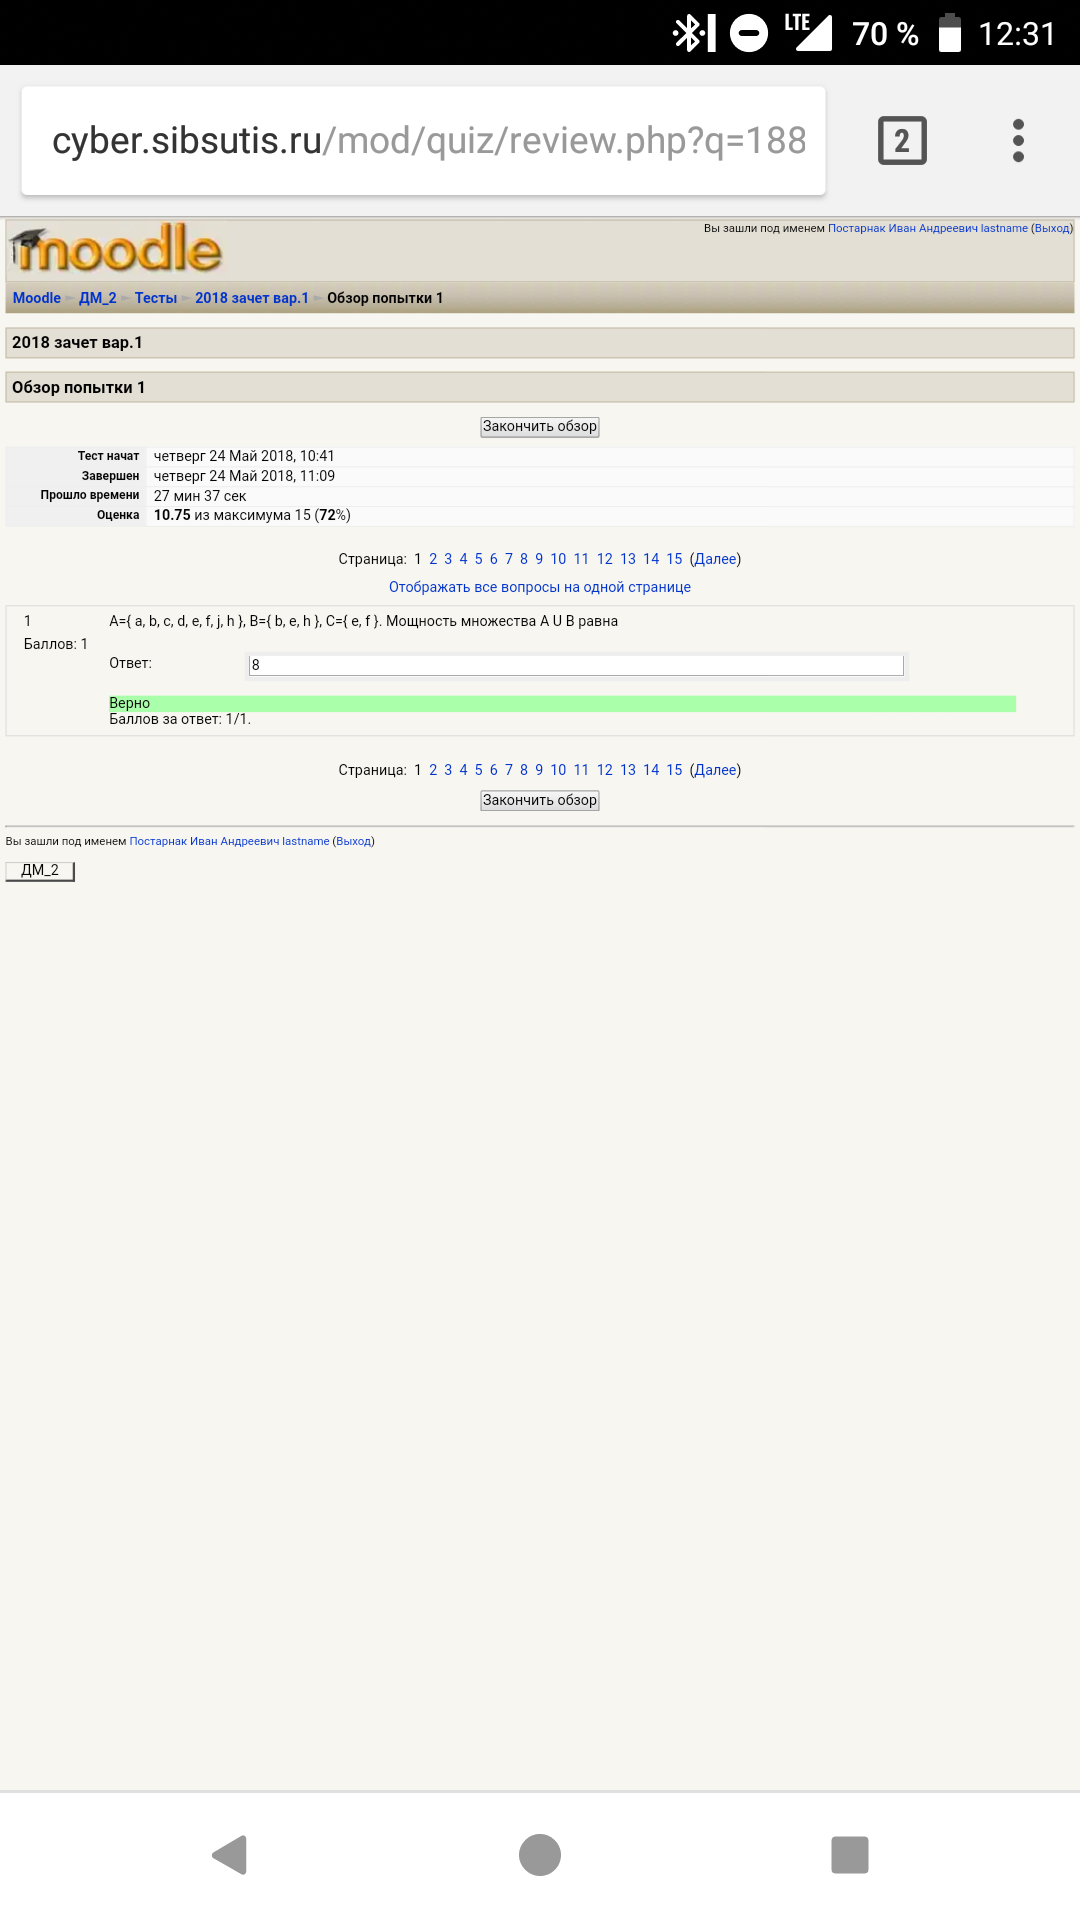 LTE 70 % 12:31
cyber.sibsutis.ru/mod/quiz/review.php?q=188
2
moodle
Вы зашли под именем Постарнак Иван Андреевич lastname (Выход)
Moodle ► ДМ_2 ► Тесты ► 2018 зачет вар.1 ► Обзор попытки 1
2018 зачет вар.1
Обзор попытки 1
Закончить обзор
Тест начат четверг 24 Май 2018, 10:41
Завершен четверг 24 Май 2018, 11:09
Прошло времени 27 мин 37 сек
Оценка 10.75 из максимума 15 (72%)
Страница: 1 2 3 4 5 6 7 8 9 10 11 12 13 14 15 (Далее)
Отображать все вопросы на одной странице
1 A={ a, b, c, d, e, f, j, h }, B={ b, e, h }, C={ e, f }. Мощность множества A U B равна
Баллов: 1
Ответ: 8
Верно
Баллов за ответ: 1/1.
Страница: 1 2 3 4 5 6 7 8 9 10 11 12 13 14 15 (Далее)
Закончить обзор
Вы зашли под именем Постарнак Иван Андреевич lastname (Выход)
ДМ_2